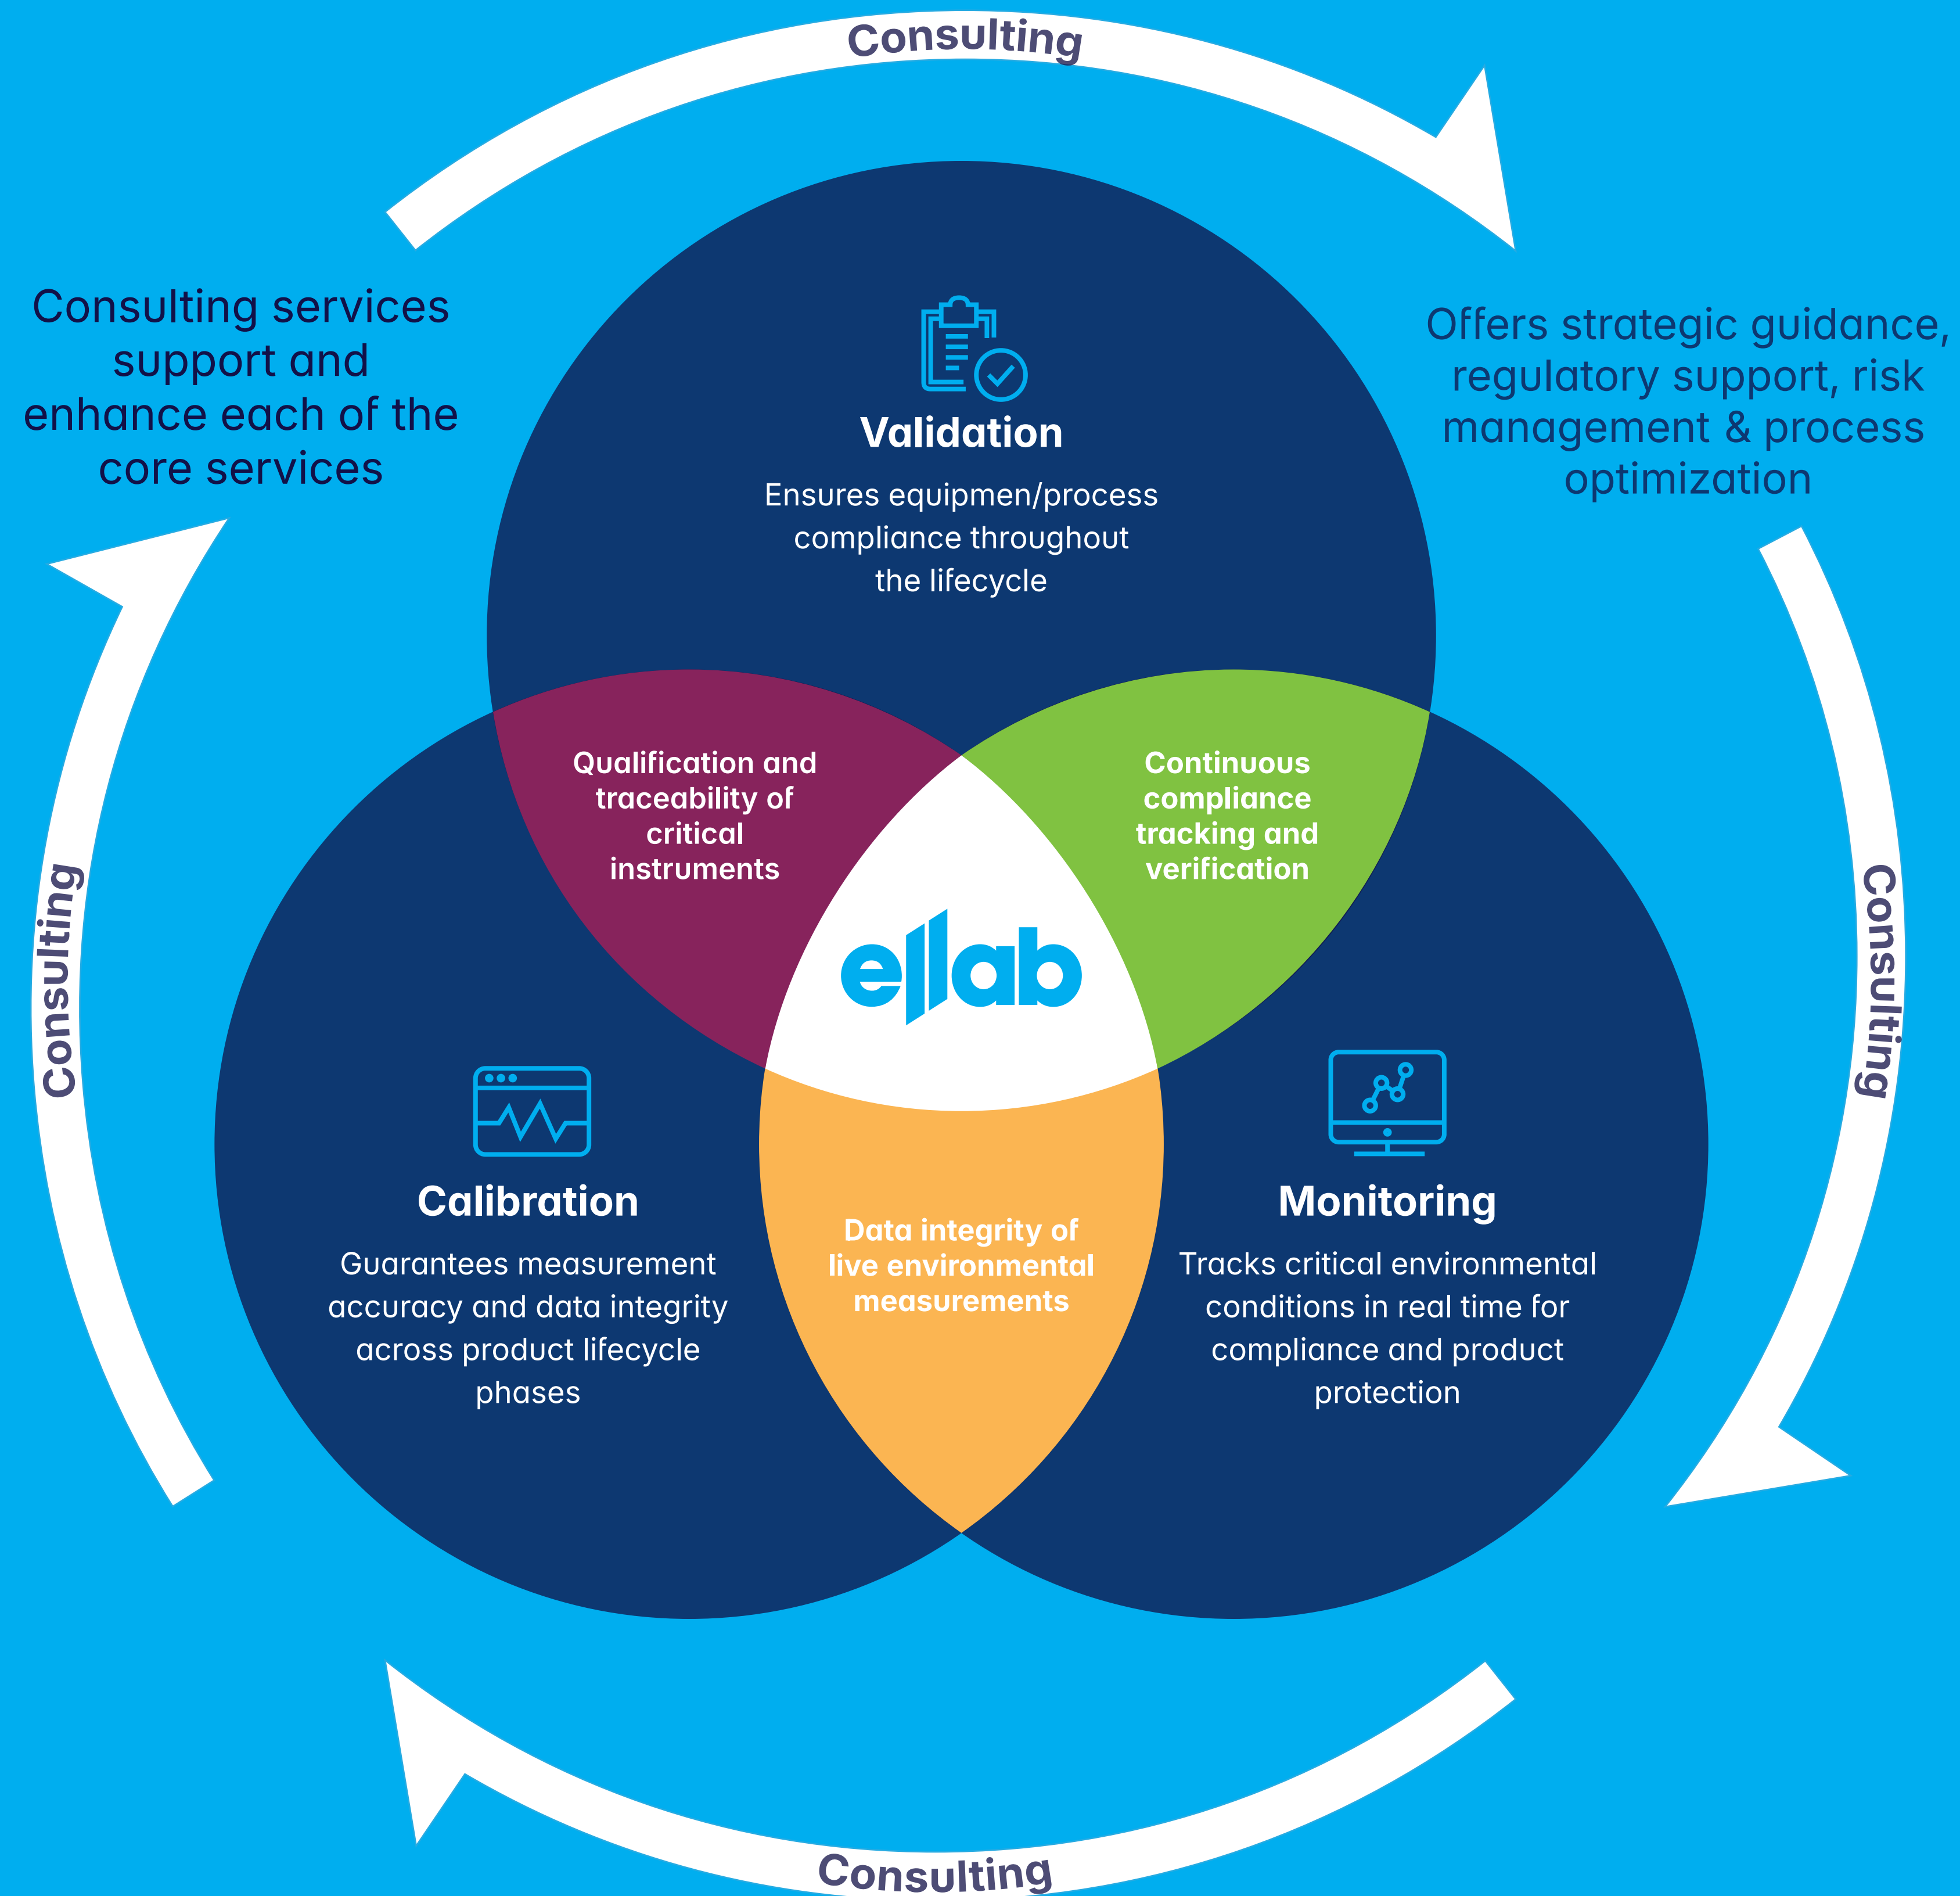 Consulting
Consulting services
support and
enhance each of the
core services
Offers strategic guidance,
regulatory support, risk
management & process
optimization
Validation
Ensures equipmen/process
compliance throughout
the lifecycle
Qualification and
traceability of
critical
instruments
Continuous
compliance
tracking and
verification
ellab
Consulting
Consulting
Calibration
Guarantees measurement
accuracy and data integrity
across product lifecycle
phases
Data integrity of
live environmental
measurements
Monitoring
Tracks critical environmental
conditions in real time for
compliance and product
protection
Consulting